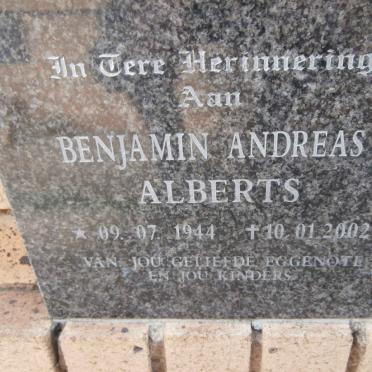 In Tere Herinnering
Aan
BENJAMIN ANDREAS
ALBERTS
★ 09. 07. 1944 † 10. 01. 2002
VAN JOU GELIEFDE EGGENOTE
EN JOU KINDERS